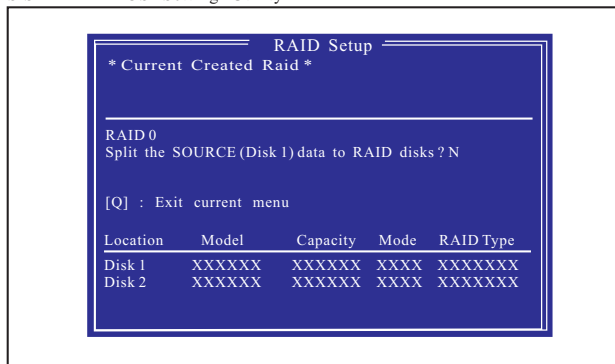 RAID Setup
* Current Created Raid *
RAID 0
Split the SOURCE (Disk 1) data to RAID disks ? N
[Q] : Exit current menu
Location Model Capacity Mode RAID Type
Disk 1 XXXXXX XXXXXX XXXX XXXXXXX
Disk 2 XXXXXX XXXXXX XXXX XXXXXXX